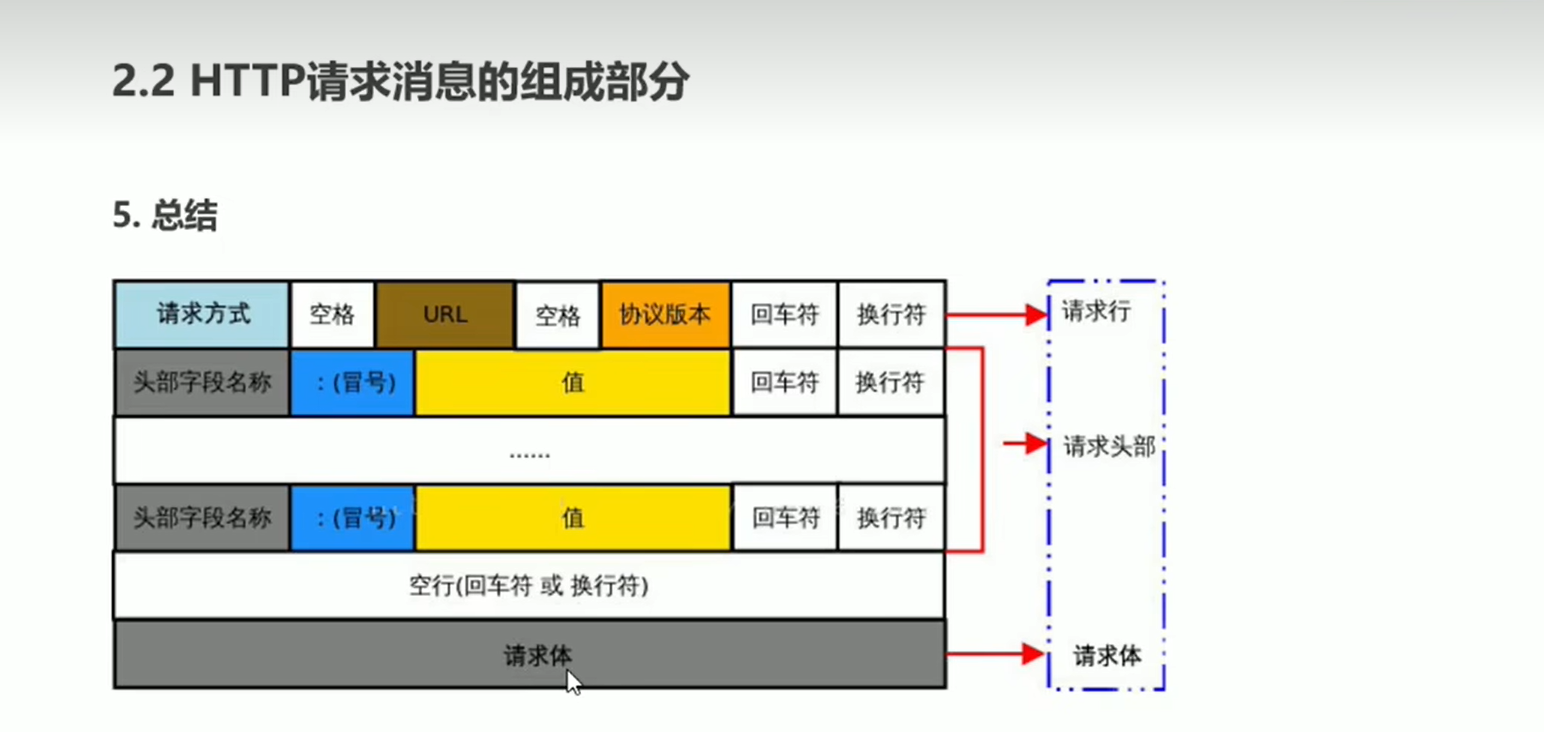 2.2 HTTP请求消息的组成部分
5. 总结
请求方式 空格 URL 空格 协议版本 回车符 换行符 请求行
头部字段名称 : (冒号) 值 回车符 换行符
...... 请求头部
头部字段名称 : (冒号) 值 回车符 换行符
空行(回车符 或 换行符)
请求体 请求体